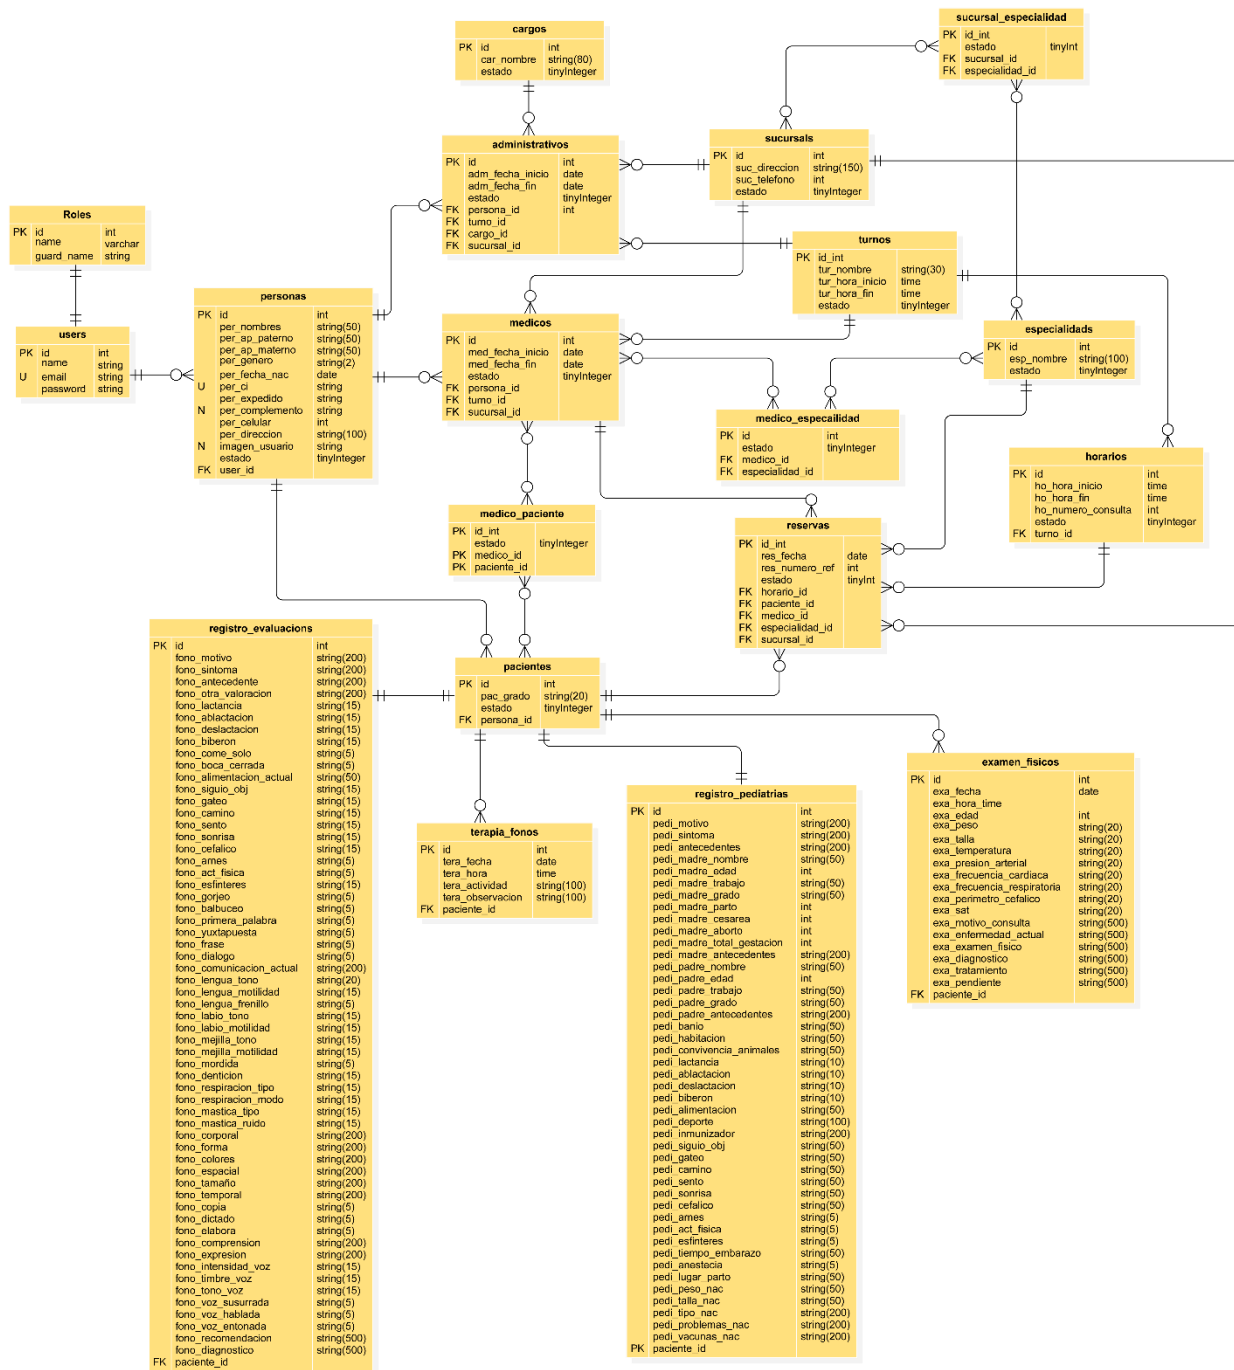 sucursal_especialidad
PK id_int
estado tinyInt
FK sucursal_id
FK especialidad_id
cargos
PK id int
car_nombre string(80)
estado tinyInteger
administrativos
PK id int
adm_fecha_inicio date
adm_fecha_fin date
estado tinyInteger
FK persona_id int
FK turno_id
FK cargo_id
FK sucursal_id
sucursals
PK id int
suc_direccion string(150)
suc_telefono int
estado tinyInteger
Roles
PK id int
name varchar
guard_name string
turnos
PK id_int
tur_nombre string(30)
tur_hora_inicio time
tur_hora_fin time
estado tinyInteger
users
PK id int
name string
U email string
password string
personas
PK id int
per_nombres string(50)
per_ap_paterno string(50)
per_ap_materno string(50)
per_genero string(2)
per_fecha_nac date
U per_ci string
per_expedido string
N per_complemento string
per_celular int
per_direccion string(100)
N imagen_usuario string
estado tinyInteger
FK user_id
medicos
PK id int
med_fecha_inicio date
med_fecha_fin date
estado tinyInteger
FK persona_id
FK turno_id
FK sucursal_id
especialidads
PK id int
esp_nombre string(100)
estado tinyInteger
medico_especailidad
PK id int
estado tinyInteger
FK medico_id
FK especialidad_id
horarios
PK id int
ho_hora_inicio time
ho_hora_fin time
ho_numero_consulta int
estado tinyInteger
FK turno_id
medico_paciente
PK id_int
estado tinyInteger
PK medico_id
PK paciente_id
reservas
PK id_int
res_fecha date
res_numero_ref int
estado tinyInt
FK horario_id
FK paciente_id
FK medico_id
FK especialidad_id
FK sucursal_id
registro_evaluacions
PK id int
fono_motivo string(200)
fono_sintoma string(200)
fono_antecedente string(200)
fono_otra_valoracion string(200)
fono_lactancia string(15)
fono_ablactacion string(15)
fono_deslactacion string(15)
fono_biberon string(15)
fono_come_solo string(5)
fono_boca_cerrada string(5)
fono_alimentacion_actual string(50)
fono_siguio_obj string(15)
fono_gateo string(15)
fono_camino string(15)
fono_sento string(15)
fono_sonrisa string(15)
fono_cefalico string(15)
fono_arnes string(5)
fono_act_fisica string(5)
fono_esfinteres string(15)
fono_gorjeo string(5)
fono_balbuceo string(5)
fono_primera_palabra string(5)
fono_yuxtapuesta string(5)
fono_frase string(5)
fono_dialogo string(5)
fono_comunicacion_actual string(200)
fono_lengua_tono string(20)
fono_lengua_motilidad string(15)
fono_lengua_frenillo string(5)
fono_labio_tono string(15)
fono_labio_motilidad string(15)
fono_mejilla_tono string(15)
fono_mejilla_motilidad string(15)
fono_mordida string(5)
fono_denticion string(15)
fono_respiracion_tipo string(15)
fono_respiracion_modo string(15)
fono_mastica_tipo string(15)
fono_mastica_ruido string(15)
fono_corporal string(200)
fono_forma string(200)
fono_colores string(200)
fono_espacial string(200)
fono_tamaño string(200)
fono_temporal string(200)
fono_copia string(5)
fono_dictado string(5)
fono_elabora string(5)
fono_comprension string(200)
fono_expresion string(200)
fono_intensidad_voz string(15)
fono_timbre_voz string(15)
fono_tono_voz string(15)
fono_voz_susurrada string(5)
fono_voz_hablada string(5)
fono_voz_entonada string(5)
fono_recomendacion string(500)
fono_diagnostico string(500)
FK paciente_id
pacientes
PK id int
pac_grado string(20)
estado tinyInteger
FK persona_id
terapia_fonos
PK id int
tera_fecha date
tera_hora time
tera_actividad string(100)
tera_observacion string(100)
FK paciente_id
registro_pediatrias
PK id int
pedi_motivo string(200)
pedi_sintoma string(200)
pedi_antecedentes string(200)
pedi_madre_nombre string(50)
pedi_madre_edad int
pedi_madre_trabajo string(50)
pedi_madre_grado string(50)
pedi_madre_parto int
pedi_madre_cesarea int
pedi_madre_aborto int
pedi_madre_total_gestacion int
pedi_madre_antecedentes string(200)
pedi_padre_nombre string(50)
pedi_padre_edad int
pedi_padre_trabajo string(50)
pedi_padre_grado string(50)
pedi_padre_antecedentes string(200)
pedi_banio string(50)
pedi_habitacion string(50)
pedi_convivencia_animales string(50)
pedi_lactancia string(10)
pedi_ablactacion string(10)
pedi_deslactacion string(10)
pedi_biberon string(10)
pedi_alimentacion string(50)
pedi_deporte string(100)
pedi_inmunizador string(200)
pedi_siguio_obj string(50)
pedi_gateo string(50)
pedi_camino string(50)
pedi_sento string(50)
pedi_sonrisa string(50)
pedi_cefalico string(50)
pedi_arnes string(5)
pedi_act_fisica string(5)
pedi_esfinteres string(5)
pedi_tiempo_embarazo string(50)
pedi_anestecia string(5)
pedi_lugar_parto string(50)
pedi_peso_nac string(50)
pedi_talla_nac string(50)
pedi_tipo_nac string(200)
pedi_problemas_nac string(200)
pedi_vacunas_nac string(200)
PK paciente_id
examen_fisicos
PK id int
exa_fecha date
exa_hora_time
exa_edad int
exa_peso string(20)
exa_talla string(20)
exa_temperatura string(20)
exa_presion_arterial string(20)
exa_frecuencia_cardiaca string(20)
exa_frecuencia_respiratoria string(20)
exa_perimetro_cefalico string(20)
exa_sat string(20)
exa_motivo_consulta string(500)
exa_enfermedad_actual string(500)
exa_examen_fisico string(500)
exa_diagnostico string(500)
exa_tratamiento string(500)
exa_pendiente string(500)
FK paciente_id